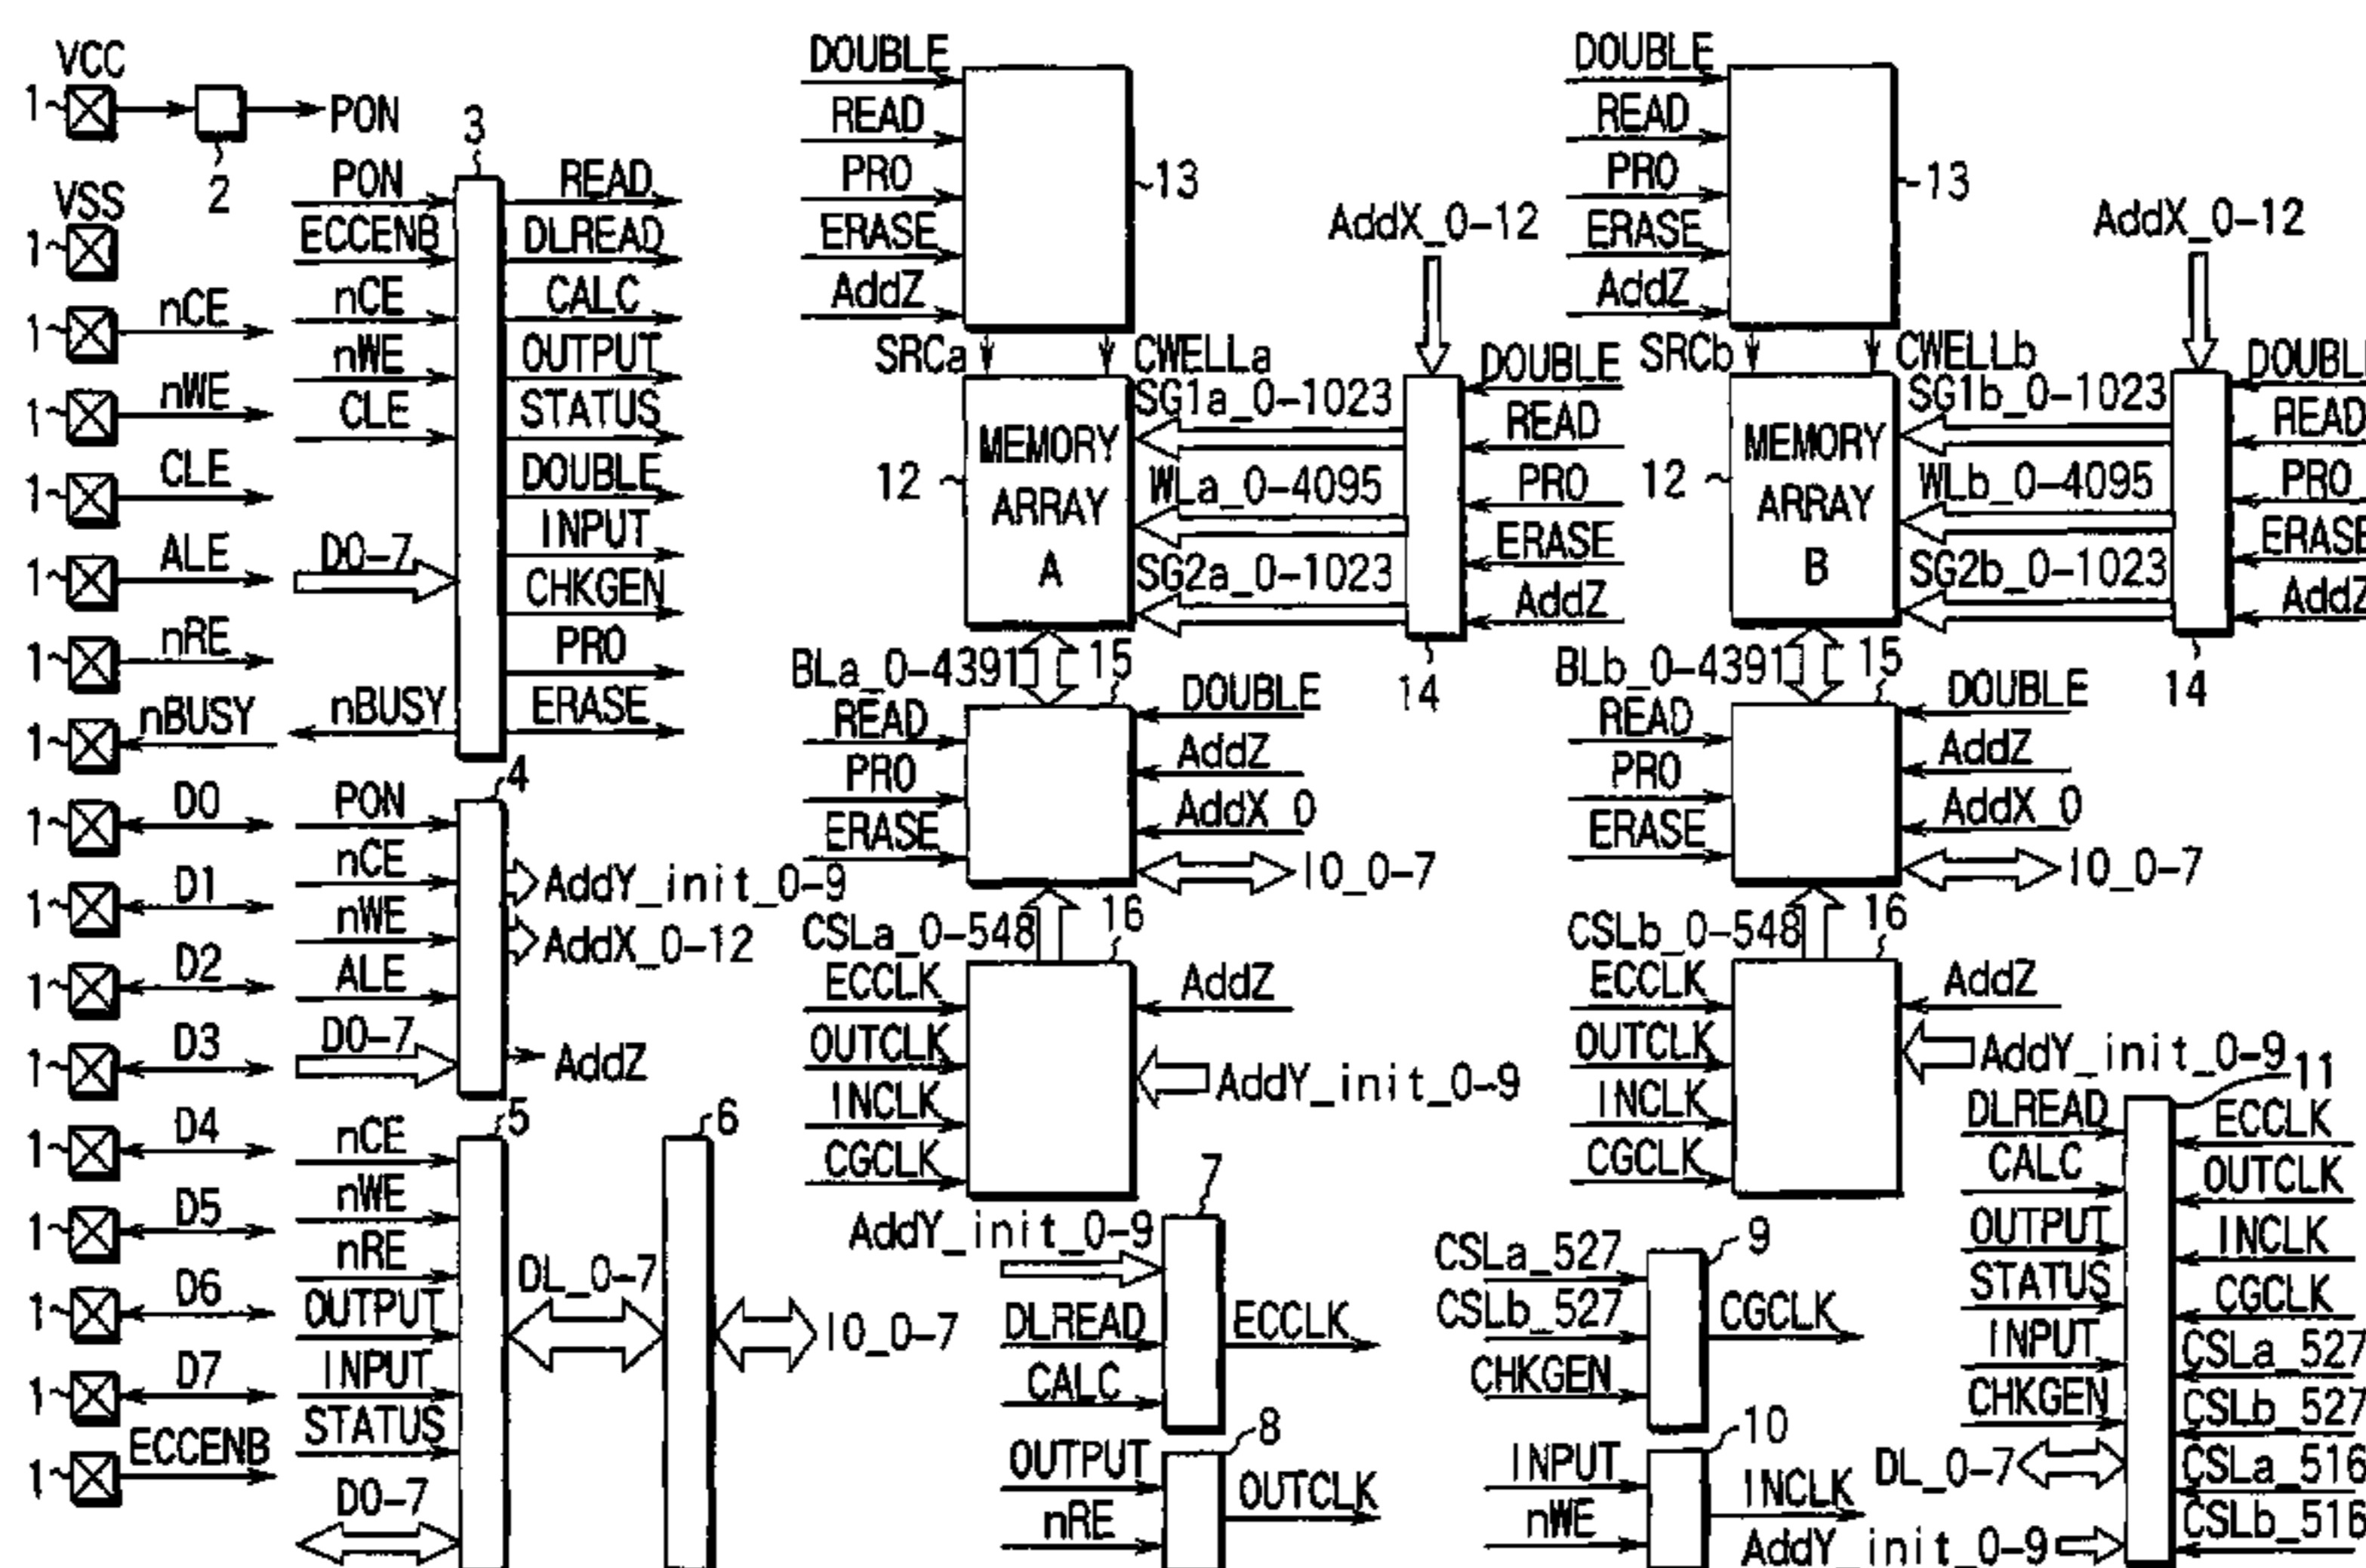 VCC
1
2
PON
VSS
1
nCE
1
nWE
1
CLE
1
ALE
1
nRE
1
nBUSY
1
D0
1
D1
1
D2
1
D3
1
D4
1
D5
1
D6
1
D7
1
ECCENB
1
3
PON
ECCENB
nCE
nWE
CLE
D0-7
nBUSY
READ
DLREAD
CALC
OUTPUT
STATUS
DOUBLE
INPUT
CHKGEN
PRO
ERASE
4
PON
nCE
nWE
ALE
D0-7
AddY_init_0-9
AddX_0-12
AddZ
5
nCE
nWE
nRE
OUTPUT
INPUT
STATUS
D0-7
DL_0-7
6
IO_0-7
DOUBLE
READ
PRO
ERASE
AddZ
13
AddX_0-12
SRCa
CWELLa
12
MEMORY
ARRAY
A
SG1a_0-1023
WLa_0-4095
SG2a_0-1023
DOUBLE
READ
PRO
ERASE
AddZ
14
BLa_0-4391
15
READ
PRO
ERASE
DOUBLE
AddZ
AddX_0
IO_0-7
CSLa_0-548
16
ECCLK
OUTCLK
INCLK
CGCLK
AddZ
AddY_init_0-9
DOUBLE
READ
PRO
ERASE
AddZ
13
AddX_0-12
SRCb
CWELLb
12
MEMORY
ARRAY
B
SG1b_0-1023
WLb_0-4095
SG2b_0-1023
DOUBLE
READ
PRO
ERASE
AddZ
14
BLb_0-4391
15
READ
PRO
ERASE
DOUBLE
AddZ
AddX_0
IO_0-7
CSLb_0-548
16
ECCLK
OUTCLK
INCLK
CGCLK
AddZ
AddY_init_0-9
7
AddY_init_0-9
DLREAD
CALC
ECCLK
8
OUTPUT
nRE
OUTCLK
9
CSLa_527
CSLb_527
CHKGEN
CGCLK
10
INPUT
nWE
INCLK
11
DLREAD
CALC
OUTPUT
STATUS
INPUT
CHKGEN
DL_0-7
AddY_init_0-9
ECCLK
OUTCLK
INCLK
CGCLK
CSLa_527
CSLb_527
CSLa_516
CSLb_516